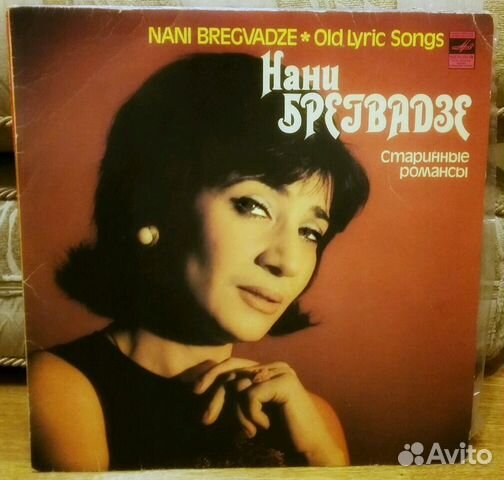 NANI BREGVADZE * Old Lyric Songs
Нани
БРЕГВАДЗЕ
Старинные
романсы
Avito